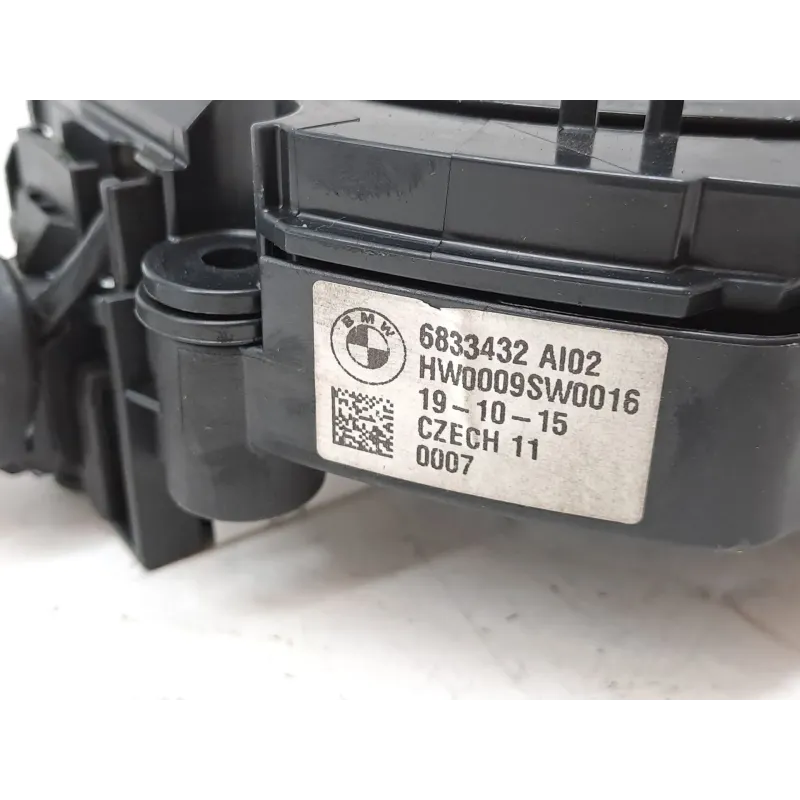 BMW
6833432 AI02
HW0009SW0016
19-10-15
CZECH 11
0007